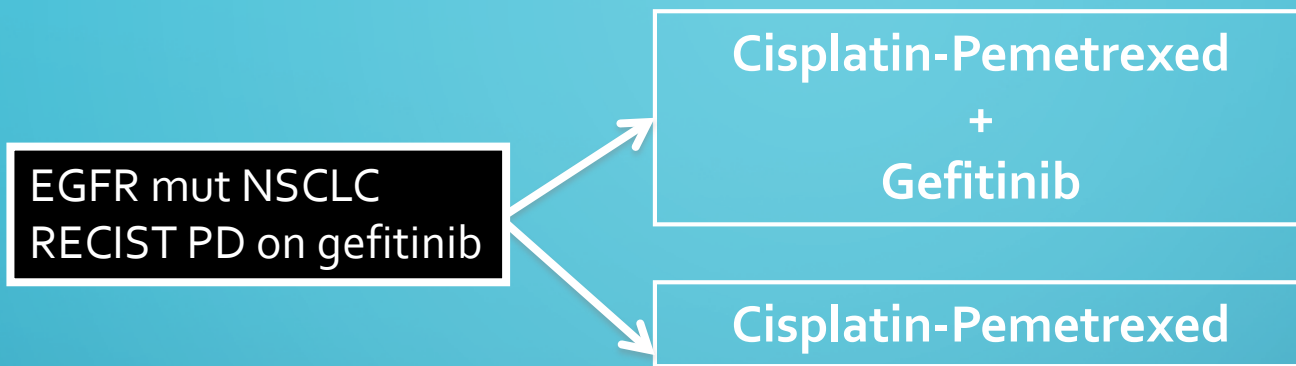 EGFR mut NSCLC
RECIST PD on gefitinib
Cisplatin-Pemetrexed
+
Gefitinib
Cisplatin-Pemetrexed